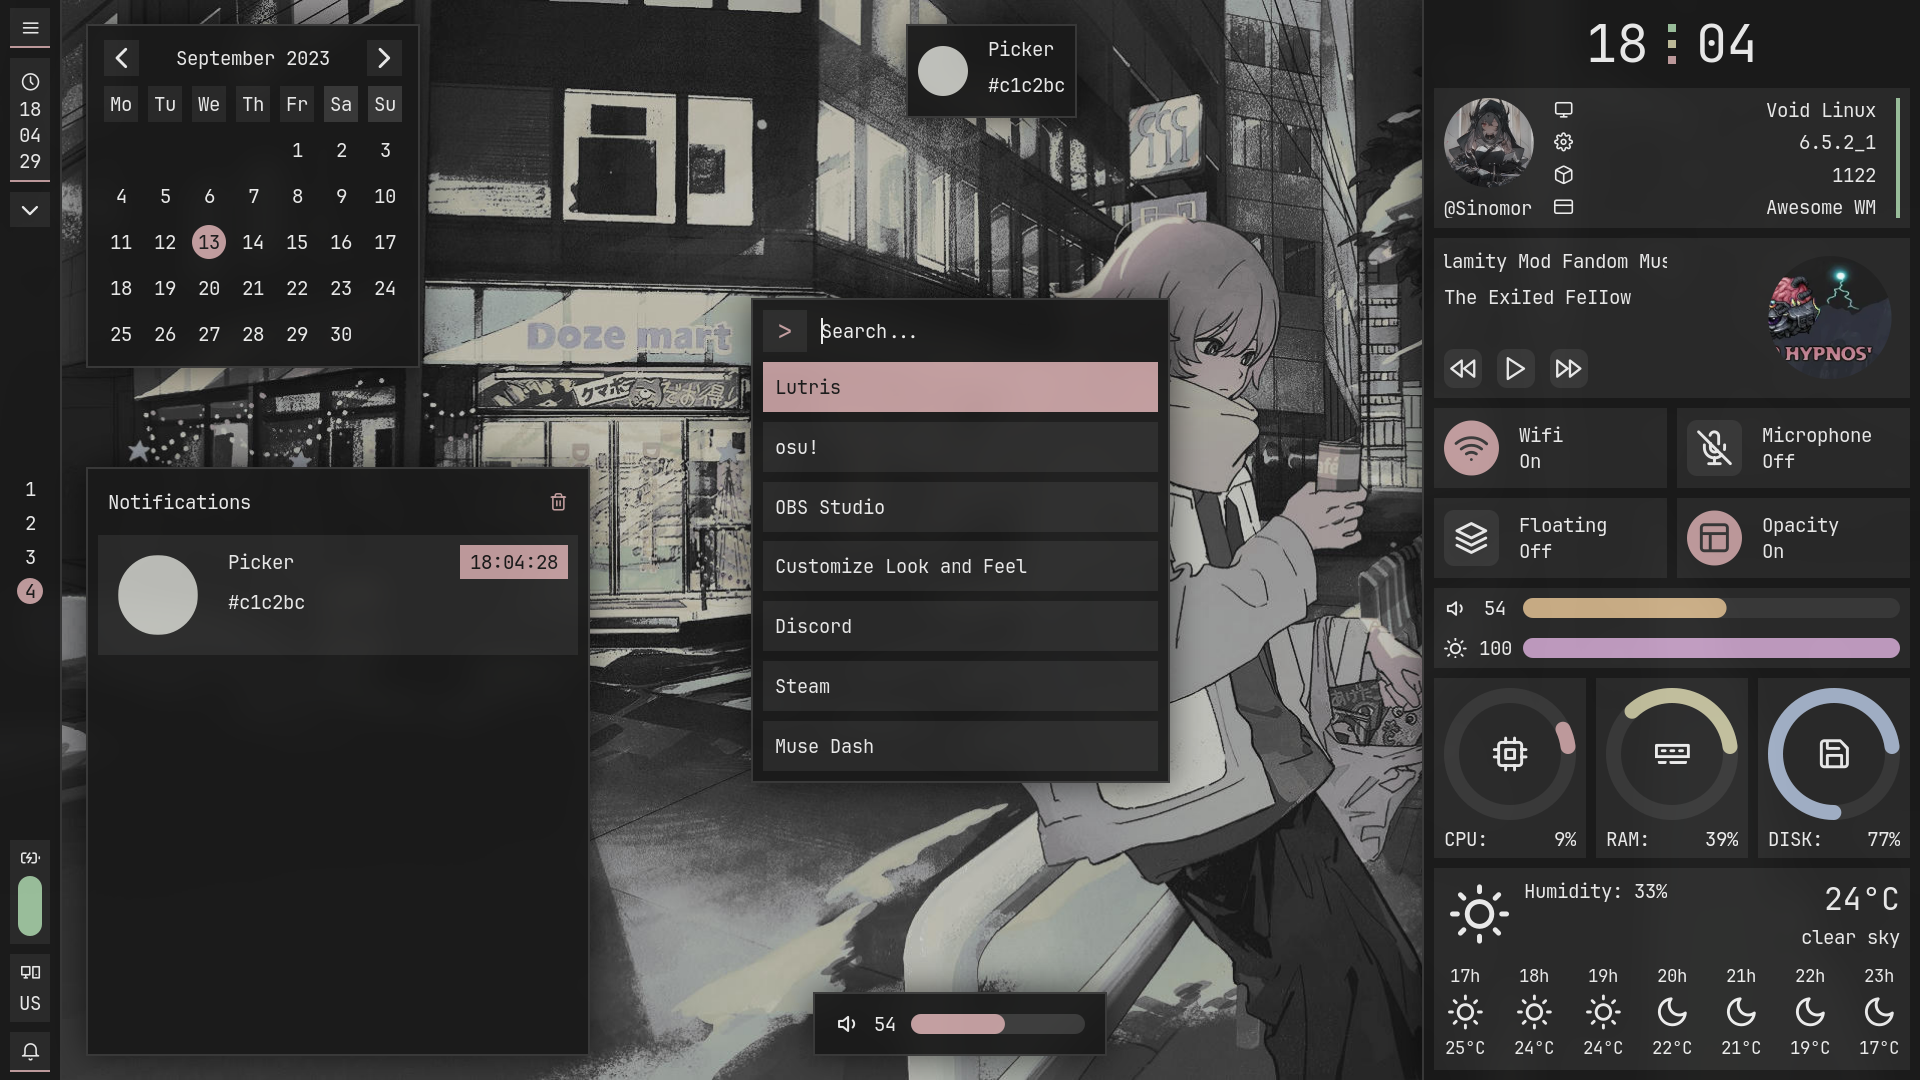 18
04
29
1
2
3
4
US
September 2023
Mo Tu We Th Fr Sa Su
1 2 3
4 5 6 7 8 9 10
11 12 13 14 15 16 17
18 19 20 21 22 23 24
25 26 27 28 29 30
Notifications
Picker 18:04:28
#c1c2bc
Picker
#c1c2bc
Doze mart
> Search...
Lutris
osu!
OBS Studio
Customize Look and Feel
Discord
Steam
Muse Dash
54
18 04
Void Linux
6.5.2_1
1122
@Sinomor Awesome WM
lamity Mod Fandom Mus
The ExiIed FeIIow
HYPNOS'
Wifi
On
Microphone
Off
Floating
Off
Opacity
On
54
100
CPU: 9%
RAM: 39%
DISK: 77%
Humidity: 33% 24°C
clear sky
17h 18h 19h 20h 21h 22h 23h
25°C 24°C 24°C 22°C 21°C 19°C 17°C